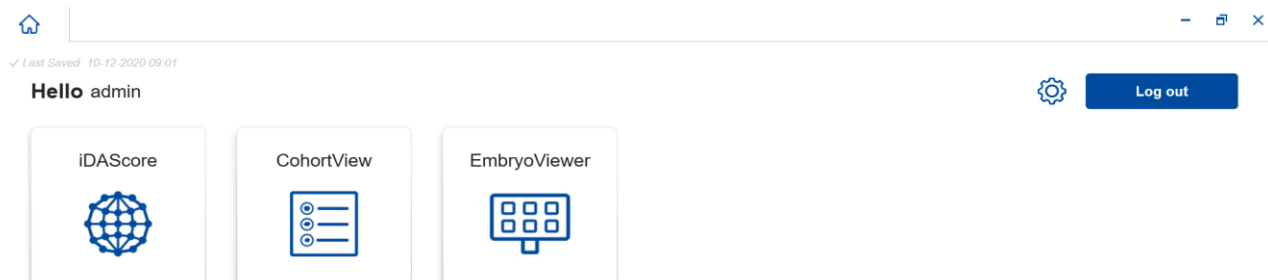 ✓ Last Saved 10-12-2020 09:01
Hello admin
Log out
iDAScore
CohortView
EmbryoViewer